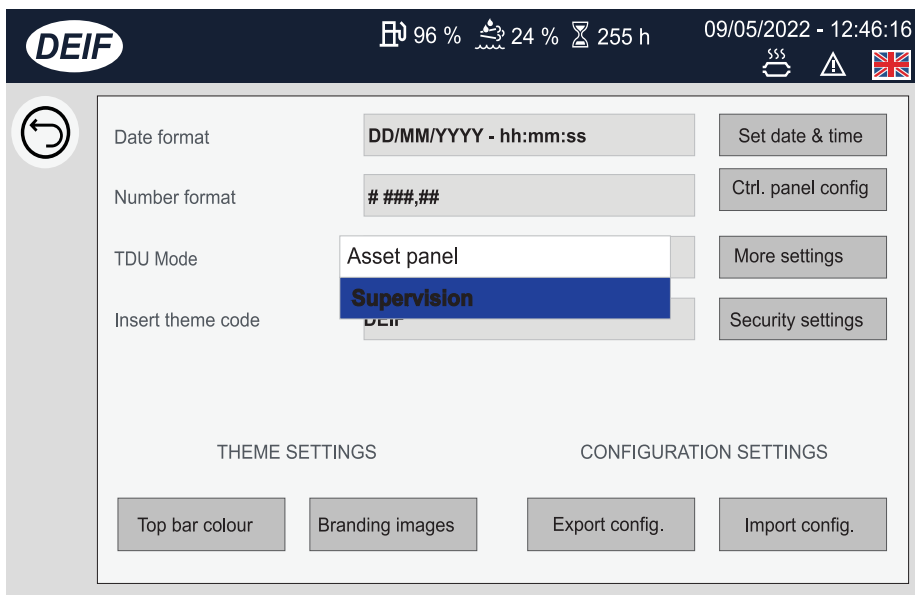 DEIF
96 %
24 %
255 h
09/05/2022 - 12:46:16
Date format
DD/MM/YYYY - hh:mm:ss
Set date & time
Number format
# ###,##
Ctrl. panel config
TDU Mode
Asset panel
Supervision
More settings
Insert theme code
DEIF
Security settings
THEME SETTINGS
CONFIGURATION SETTINGS
Top bar colour
Branding images
Export config.
Import config.